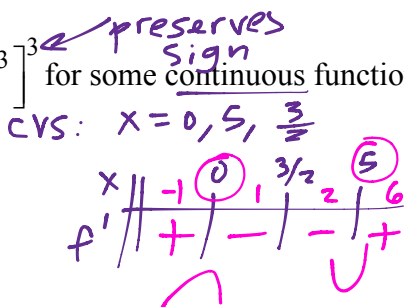 preserves
sign
3 ]³ for some continuous functio
CVS: x = 0, 5, 3/2
x || -1 | 0 | 1 | 3/2 | 2 | 5 | 6
f' || + | - | - | +